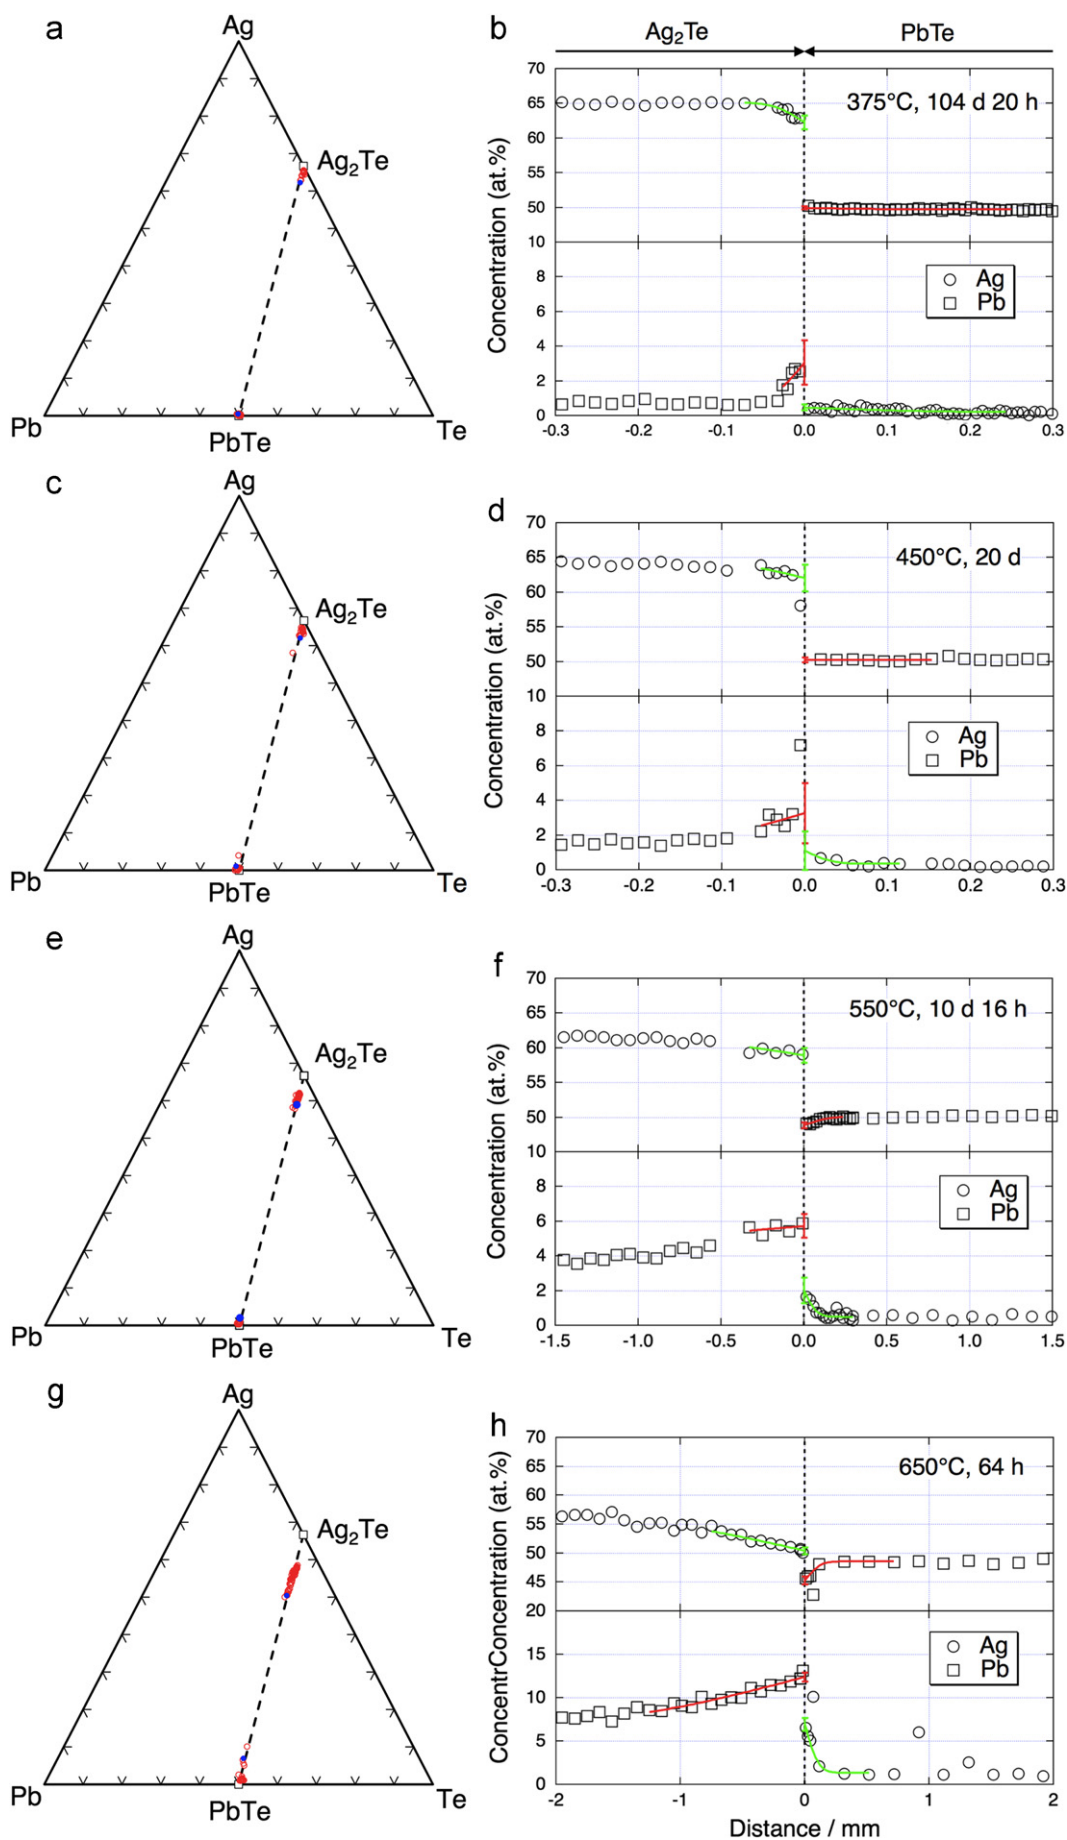 a
Ag
Ag₂Te
Pb
PbTe
Te
b
Ag₂Te PbTe
375°C, 104 d 20 h
Concentration (at.%)
70
65
60
55
50
10
8
6
4
2
0
Ag
Pb
-0.3 -0.2 -0.1 0.0 0.1 0.2 0.3
c
Ag
Ag₂Te
Pb
PbTe
Te
d
450°C, 20 d
Concentration (at.%)
70
65
60
55
50
10
8
6
4
2
0
Ag
Pb
-0.3 -0.2 -0.1 0.0 0.1 0.2 0.3
e
Ag
Ag₂Te
Pb
PbTe
Te
f
550°C, 10 d 16 h
Concentration (at.%)
70
65
60
55
50
10
8
6
4
2
0
Ag
Pb
-1.5 -1.0 -0.5 0.0 0.5 1.0 1.5
g
Ag
Ag₂Te
Pb
PbTe
Te
h
650°C, 64 h
ConcentrConcentration (at.%)
70
65
60
55
50
45
20
15
10
5
0
Ag
Pb
-2 -1 0 1 2
Distance / mm